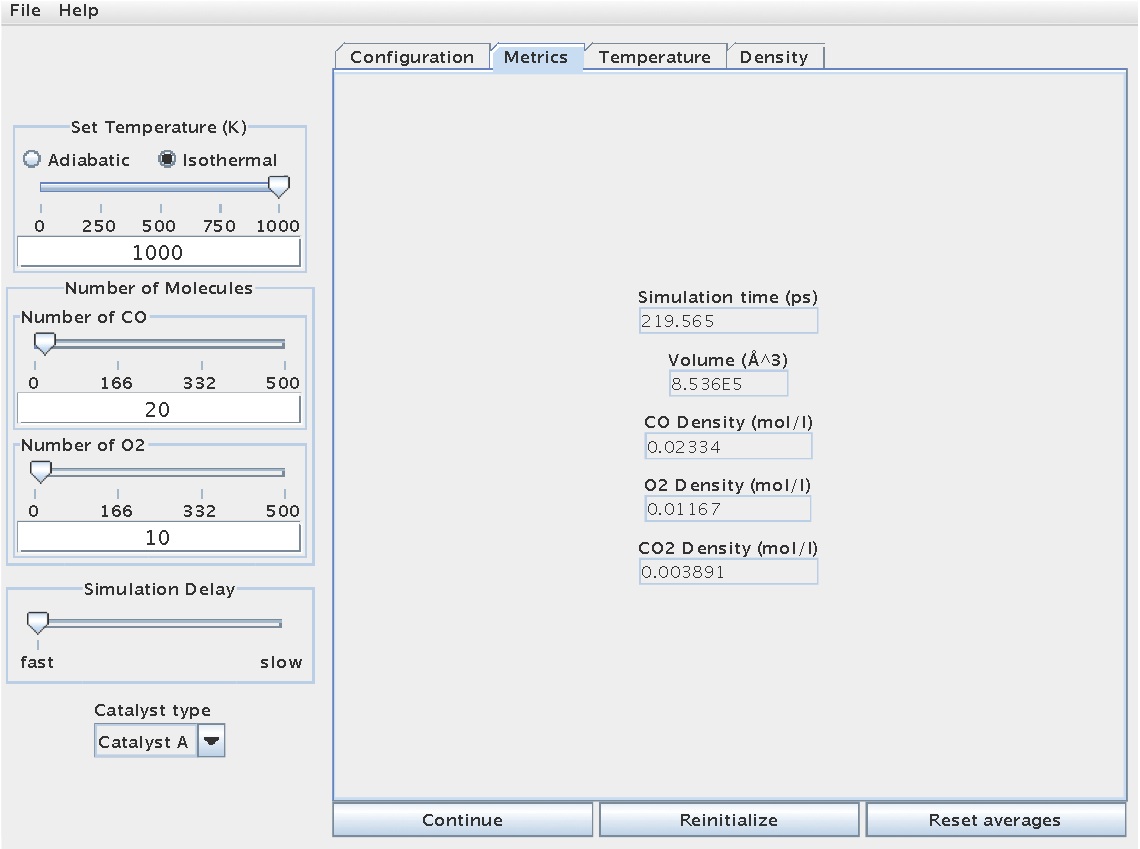 File Help
Configuration Metrics Temperature Density
Set Temperature (K)
Adiabatic Isothermal
0 250 500 750 1000
1000
Number of Molecules
Number of CO
0 166 332 500
20
Number of O2
0 166 332 500
10
Simulation Delay
fast slow
Catalyst type
Catalyst A
Simulation time (ps)
219.565
Volume (Å^3)
8.536E5
CO Density (mol/l)
0.02334
O2 Density (mol/l)
0.01167
CO2 Density (mol/l)
0.003891
Continue Reinitialize Reset averages